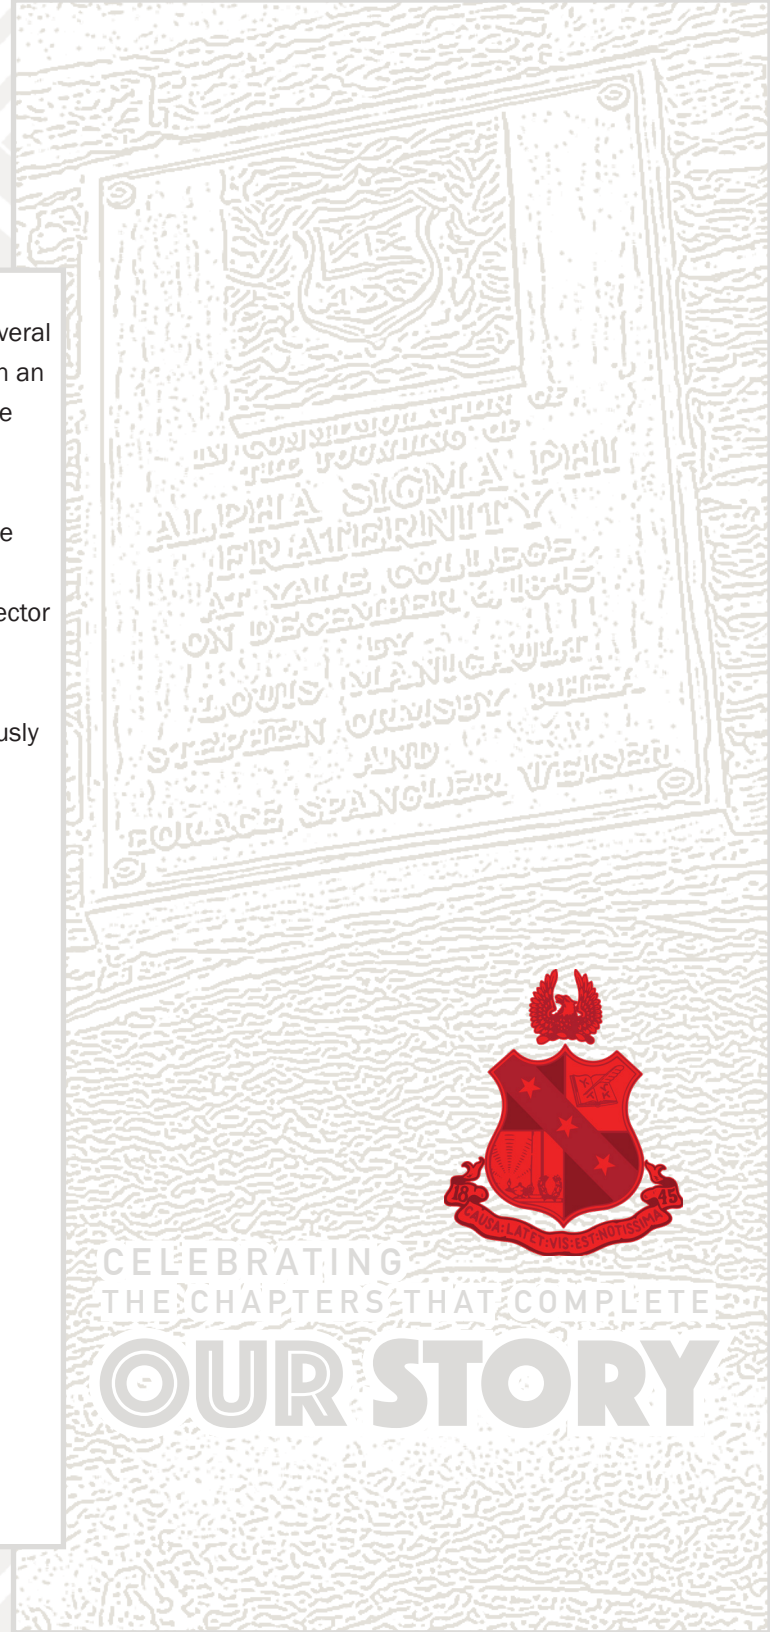 veral
n an
e
e
ector
usly
IN COMMEMORATION OF
THE FOUNDING OF
ALPHA SIGMA PHI
FRATERNITY
AT YALE COLLEGE
ON DECEMBER 6, 1845
BY
LOUIS MANIGAULT
STEPHEN ORMSBY RHEA
AND
HORACE SPANGLER WEISER
18 45
CAUSA:LATET:VIS:EST:NOTISSIMA
CELEBRATING
THE CHAPTERS THAT COMPLETE
OUR STORY